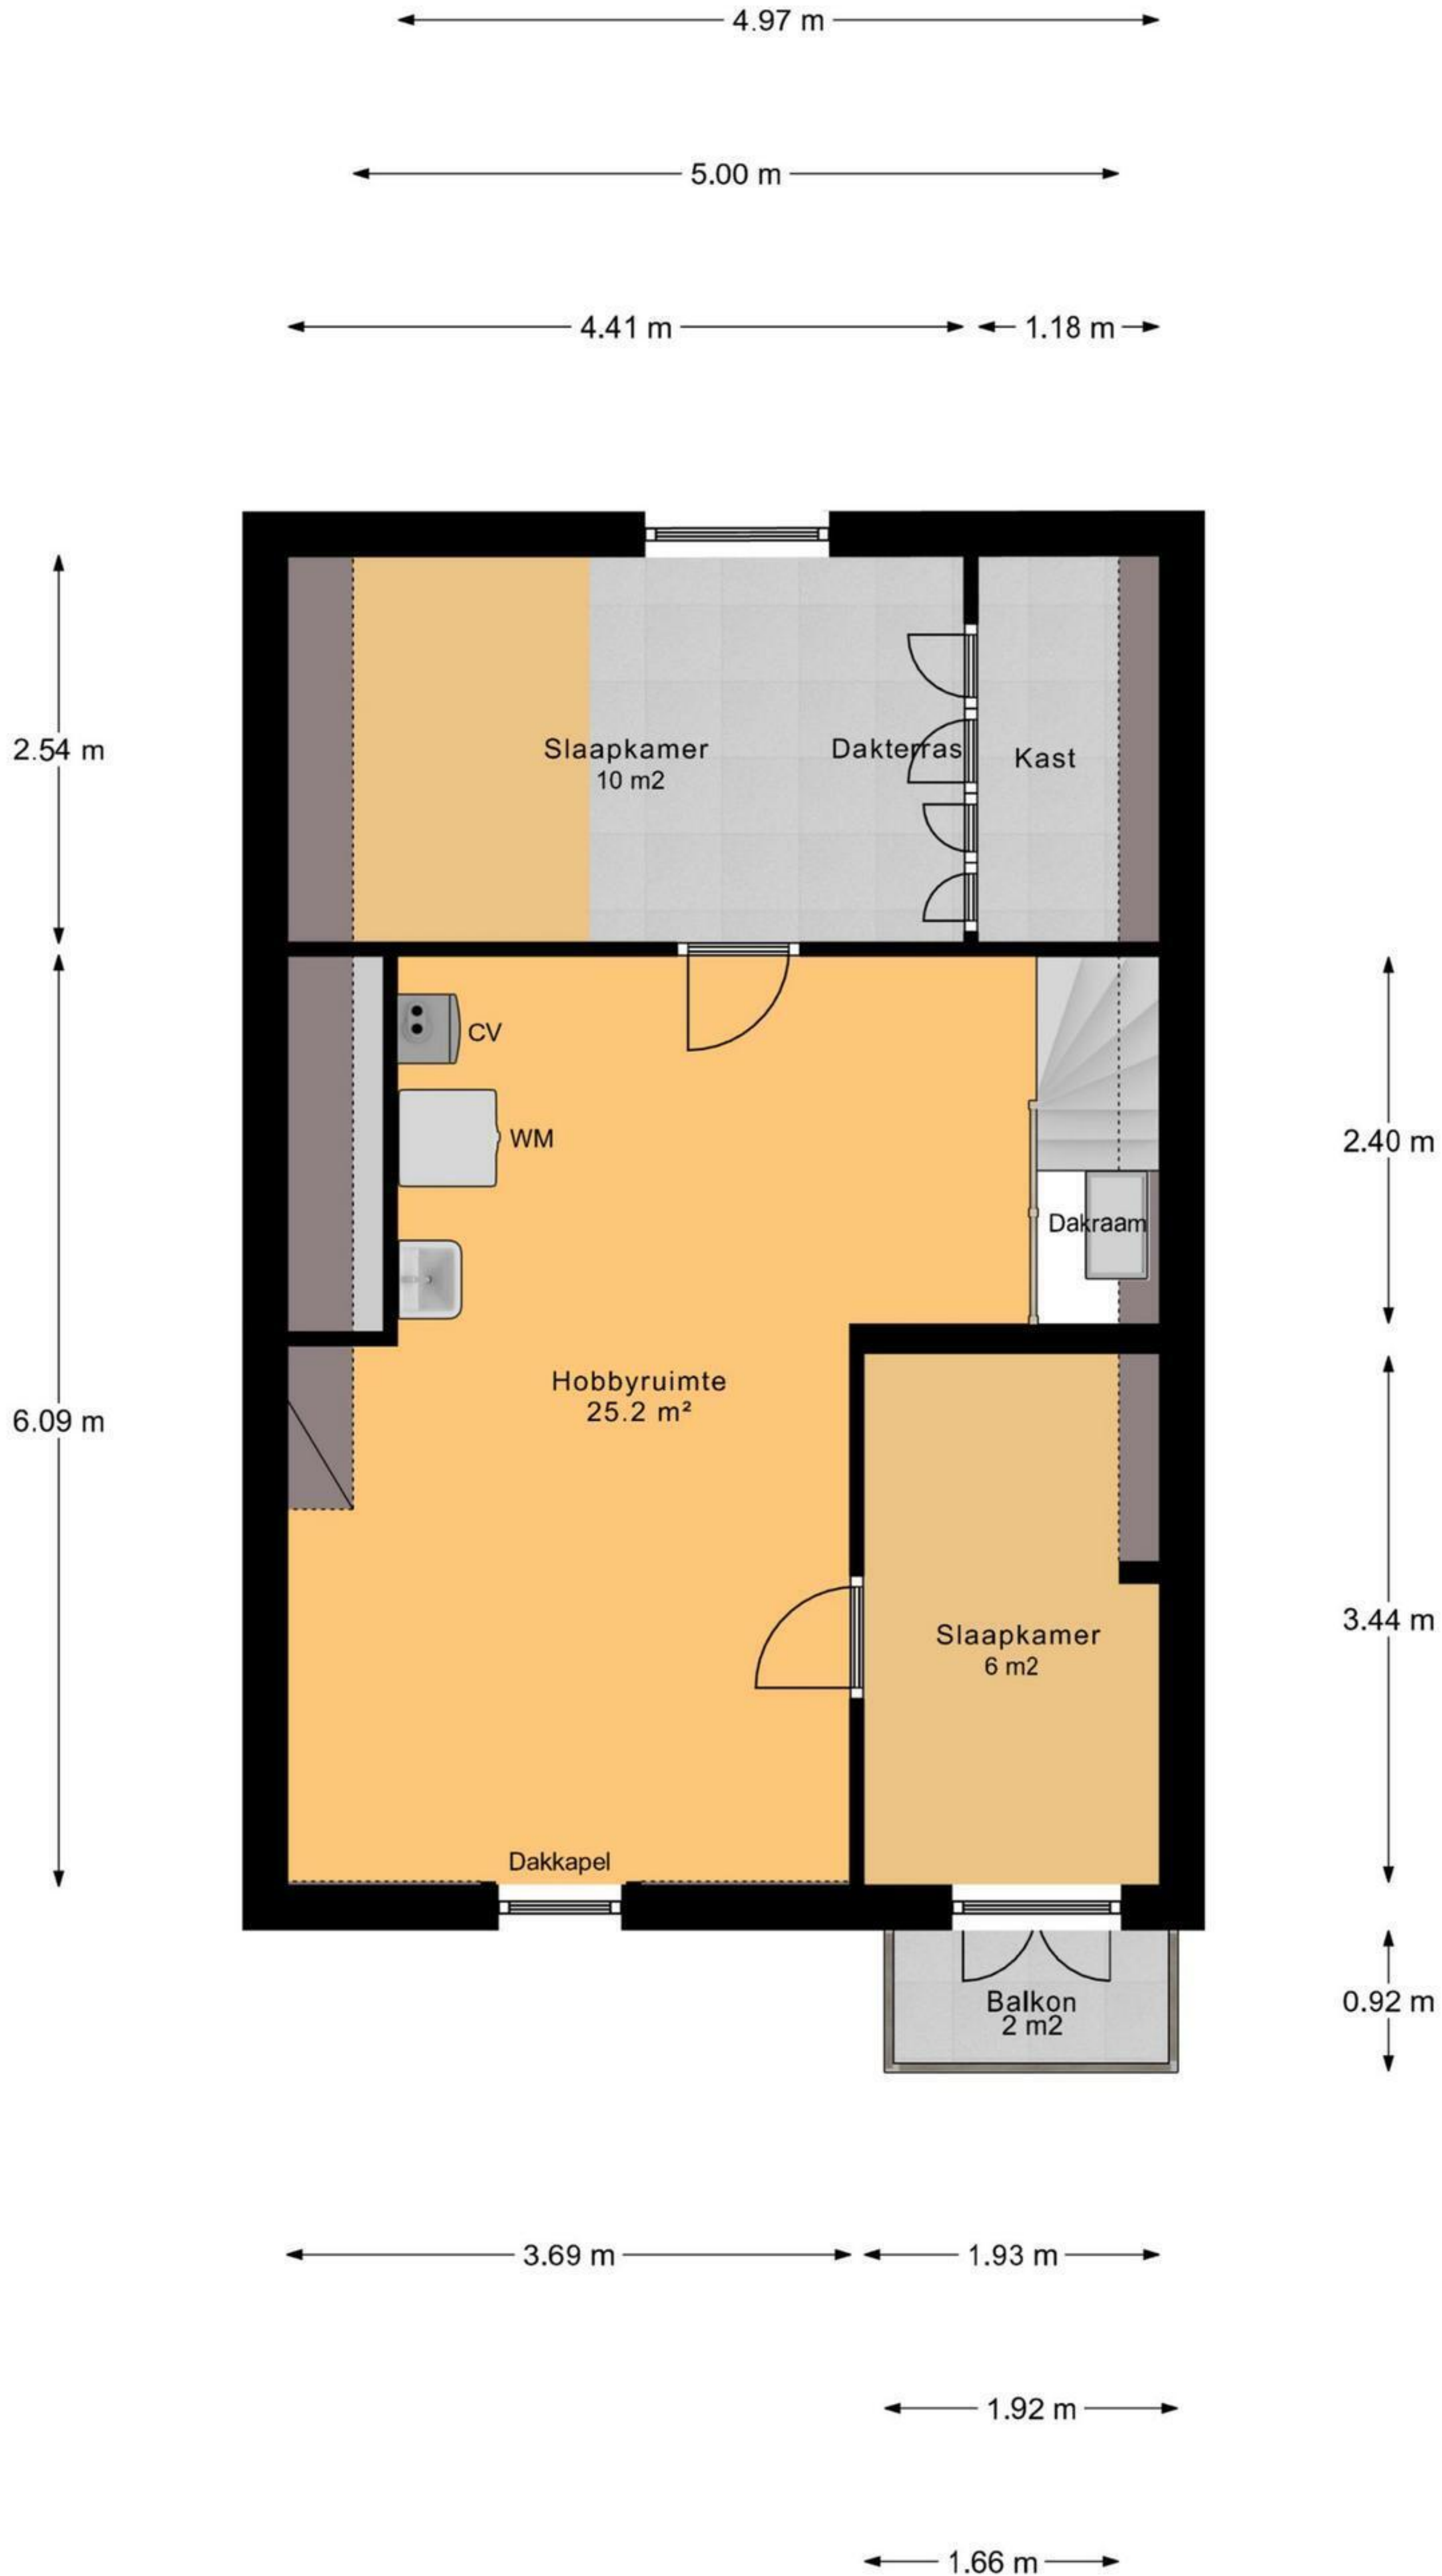 4.97 m
5.00 m
4.41 m
1.18 m
2.54 m
Slaapkamer
10 m2
Dakterras
Kast
CV
WM
2.40 m
Dakraam
Hobbyruimte
25.2 m²
6.09 m
Slaapkamer
6 m2
3.44 m
Dakkapel
Balkon
2 m2
0.92 m
3.69 m
1.93 m
1.92 m
1.66 m